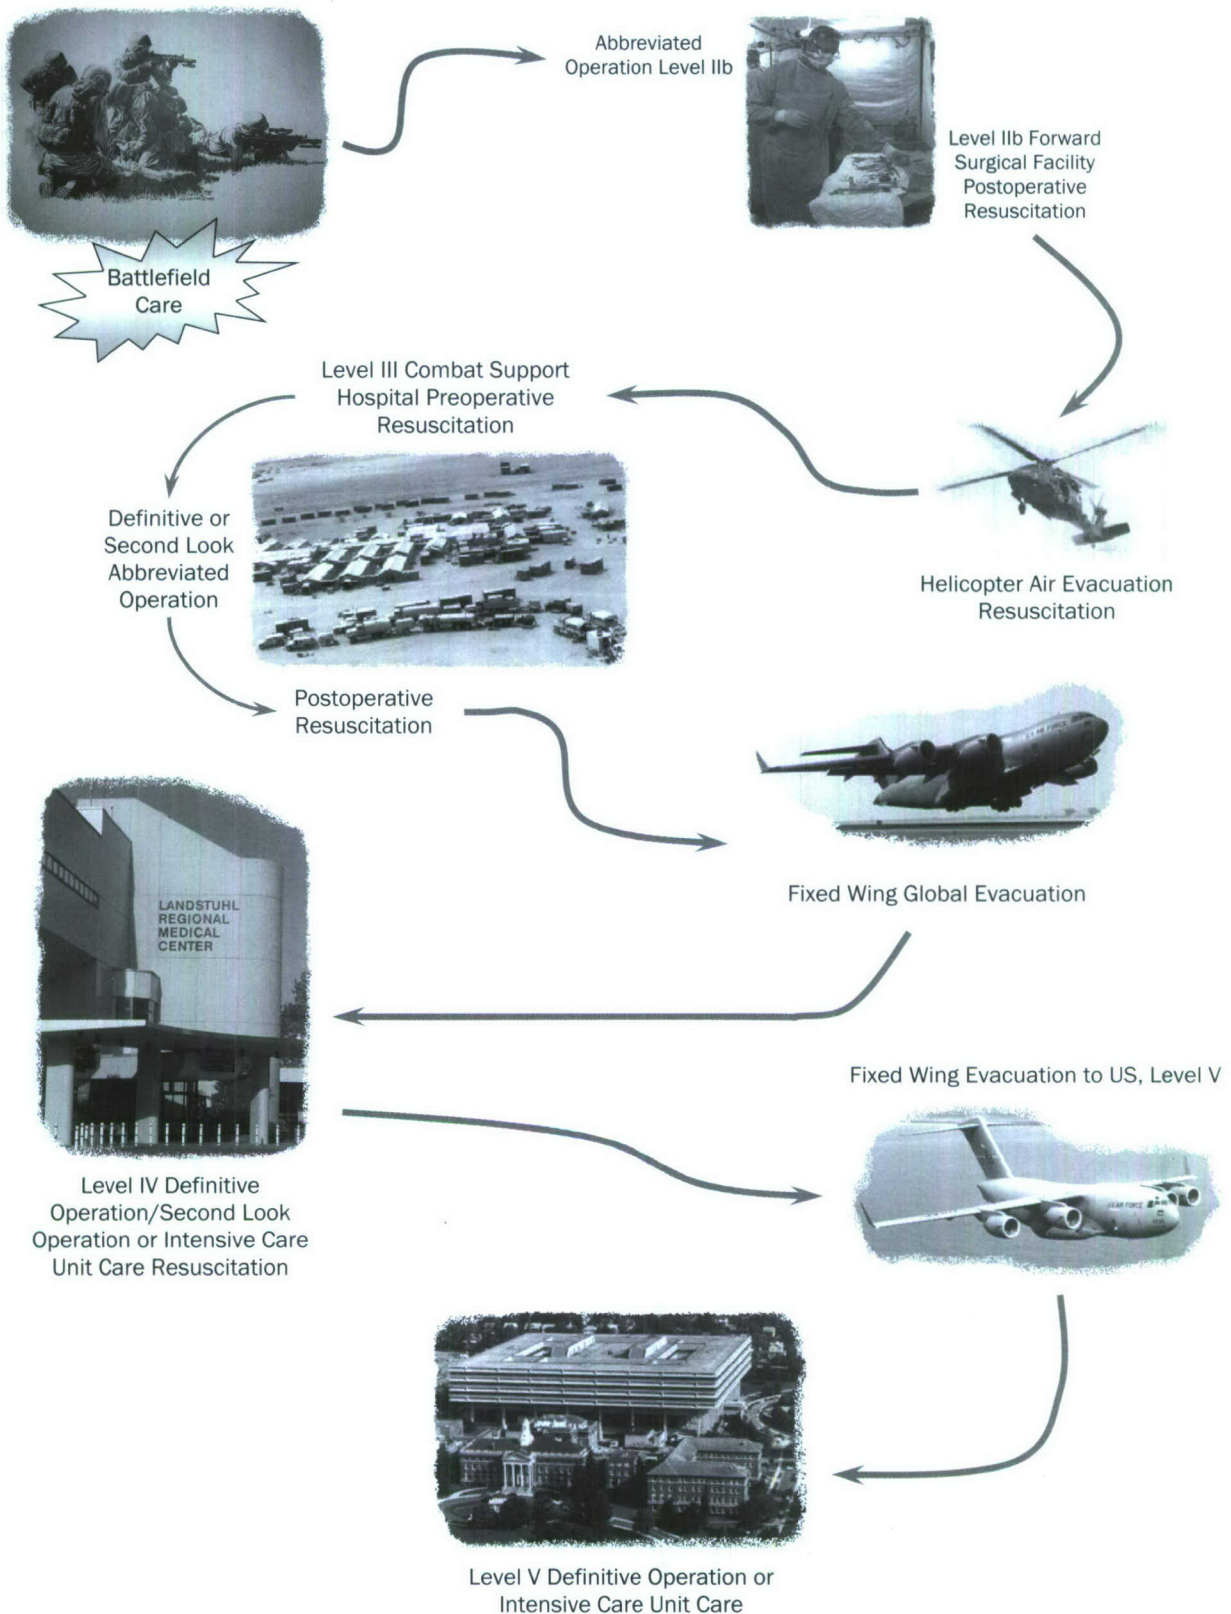 Abbreviated
Operation Level IIb
Level IIb Forward
Surgical Facility
Postoperative
Resuscitation
Battlefield
Care
Level III Combat Support
Hospital Preoperative
Resuscitation
Definitive or
Second Look
Abbreviated
Operation
Helicopter Air Evacuation
Resuscitation
Postoperative
Resuscitation
U.S. AIR FORCE
Fixed Wing Global Evacuation
LANDSTUHL
REGIONAL
MEDICAL
CENTER
Fixed Wing Evacuation to US, Level V
US AIR FORCE
Level IV Definitive
Operation/Second Look
Operation or Intensive Care
Unit Care Resuscitation
Level V Definitive Operation or
Intensive Care Unit Care